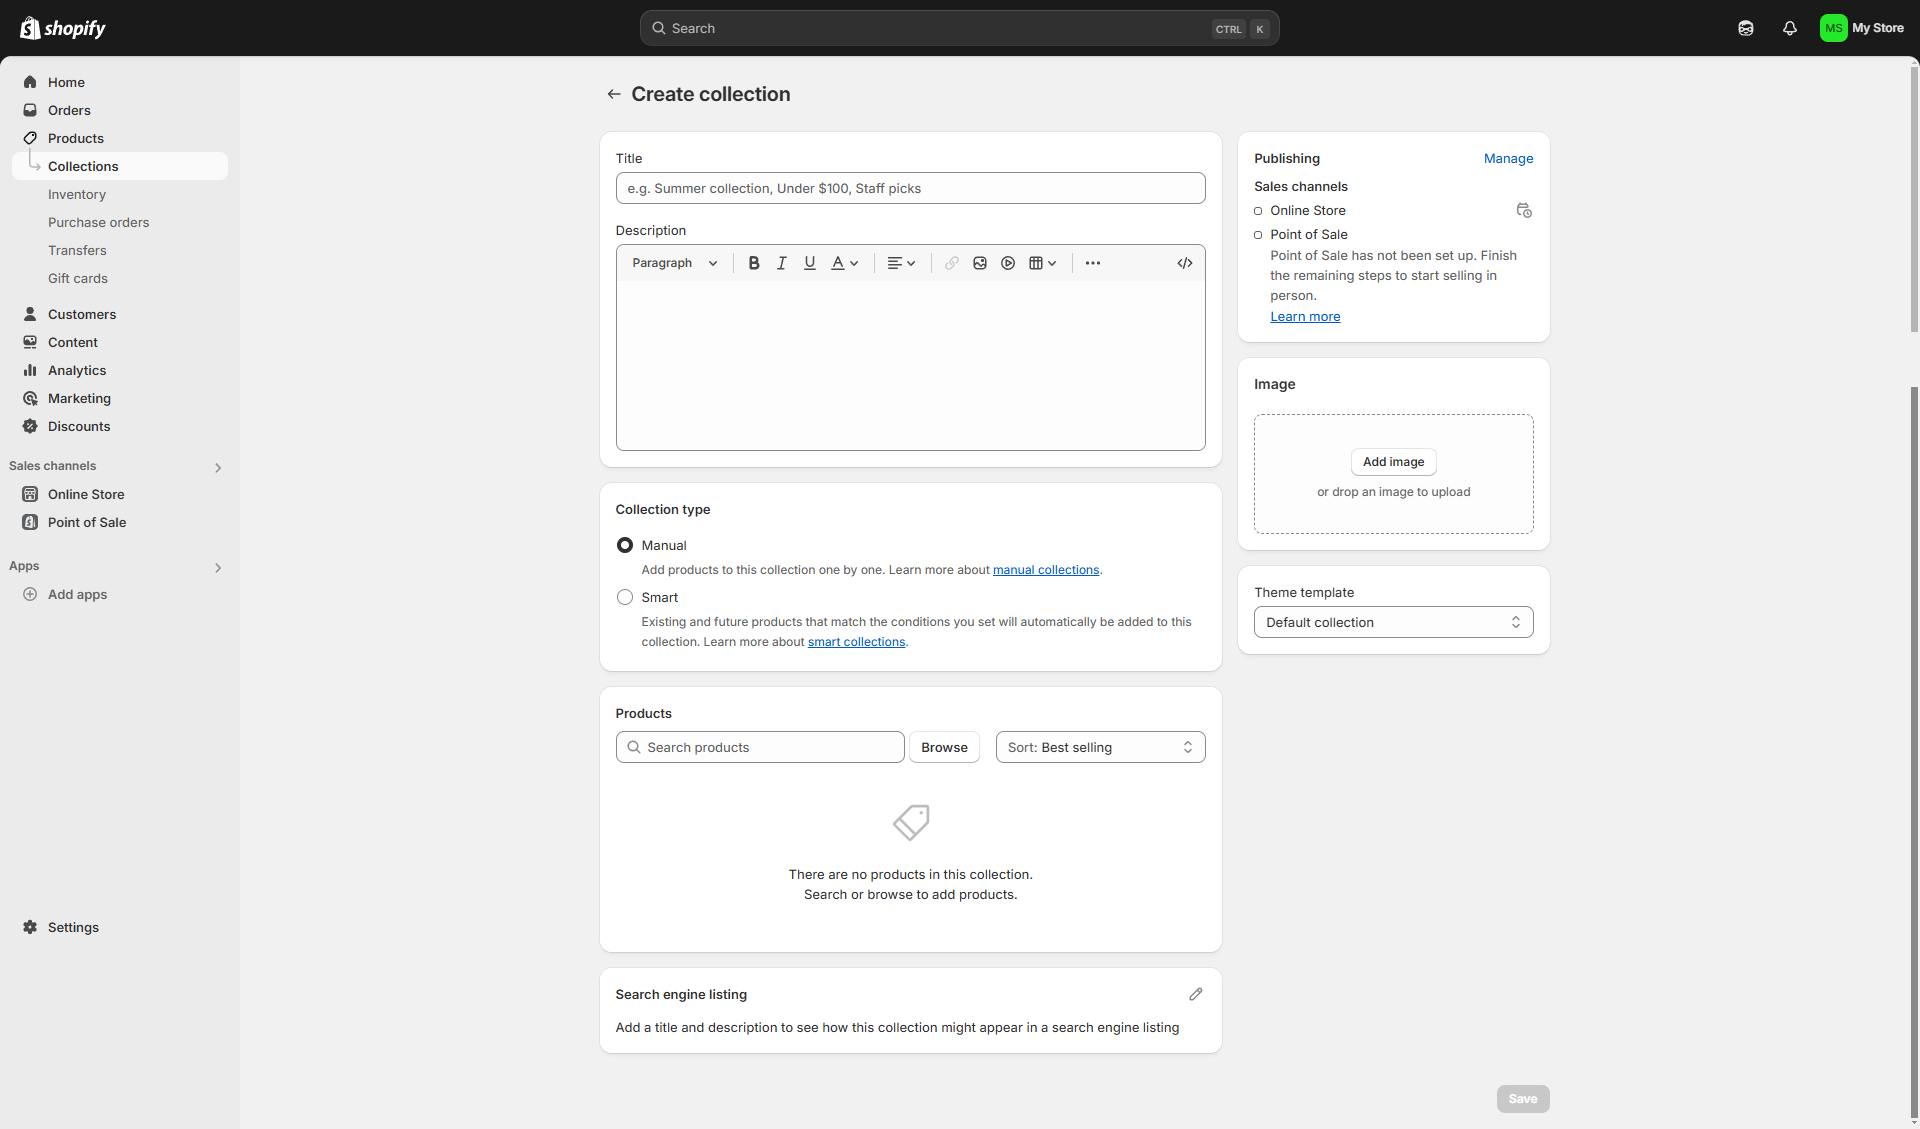 shopify
Search
CTRL K
MS
My Store
Home
Orders
Products
Collections
Inventory
Purchase orders
Transfers
Gift cards
Customers
Content
Analytics
Marketing
Discounts
Sales channels
Online Store
Point of Sale
Apps
Add apps
Settings
Create collection
Title
e.g. Summer collection, Under $100, Staff picks
Description
Paragraph
B I U A
Collection type
Manual
Add products to this collection one by one. Learn more about manual collections.
Smart
Existing and future products that match the conditions you set will automatically be added to this
collection. Learn more about smart collections.
Products
Search products
Browse
Sort: Best selling
There are no products in this collection.
Search or browse to add products.
Search engine listing
Add a title and description to see how this collection might appear in a search engine listing
Publishing
Manage
Sales channels
Online Store
Point of Sale
Point of Sale has not been set up. Finish
the remaining steps to start selling in
person.
Learn more
Image
Add image
or drop an image to upload
Theme template
Default collection
Save